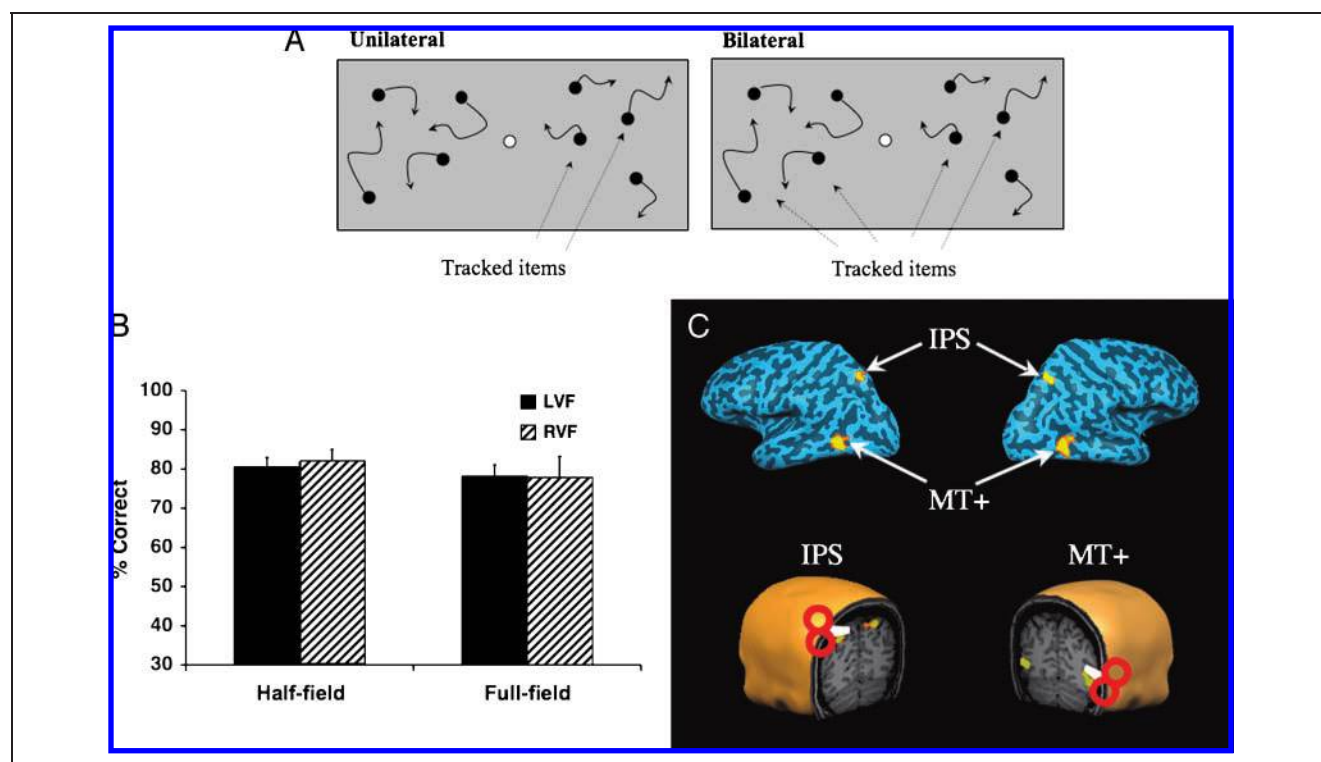 A
Unilateral
Bilateral
Tracked items
Tracked items
B
% Correct
100
90
80
70
60
50
40
30
LVF
RVF
Half-field
Full-field
C
IPS
MT+
IPS
MT+